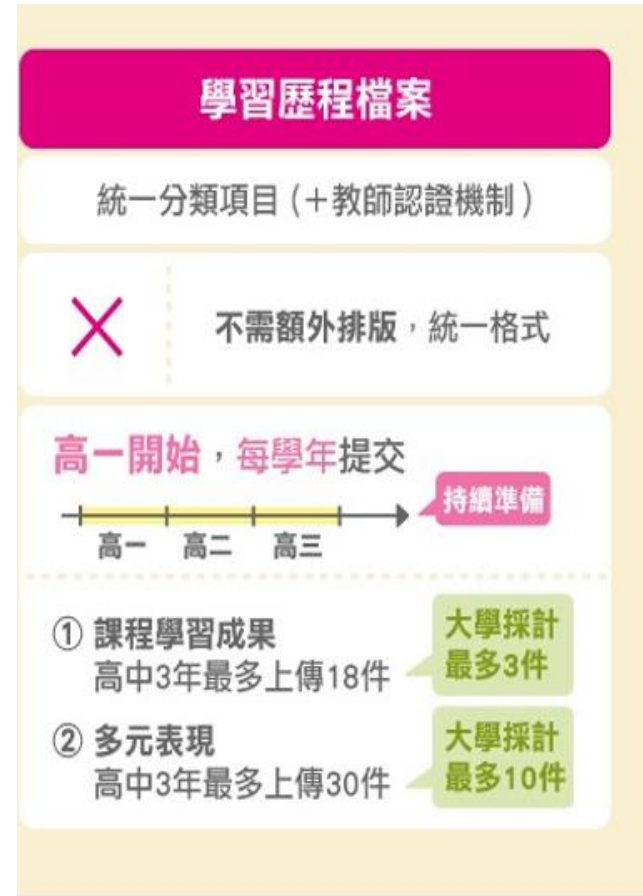 學習歷程檔案
統一分類項目(＋教師認證機制)
不需額外排版，統一格式
高一開始，每學年提交
持續準備
高一 高二 高三
① 課程學習成果
高中3年最多上傳18件
大學採計
最多3件
② 多元表現
高中3年最多上傳30件
大學採計
最多10件